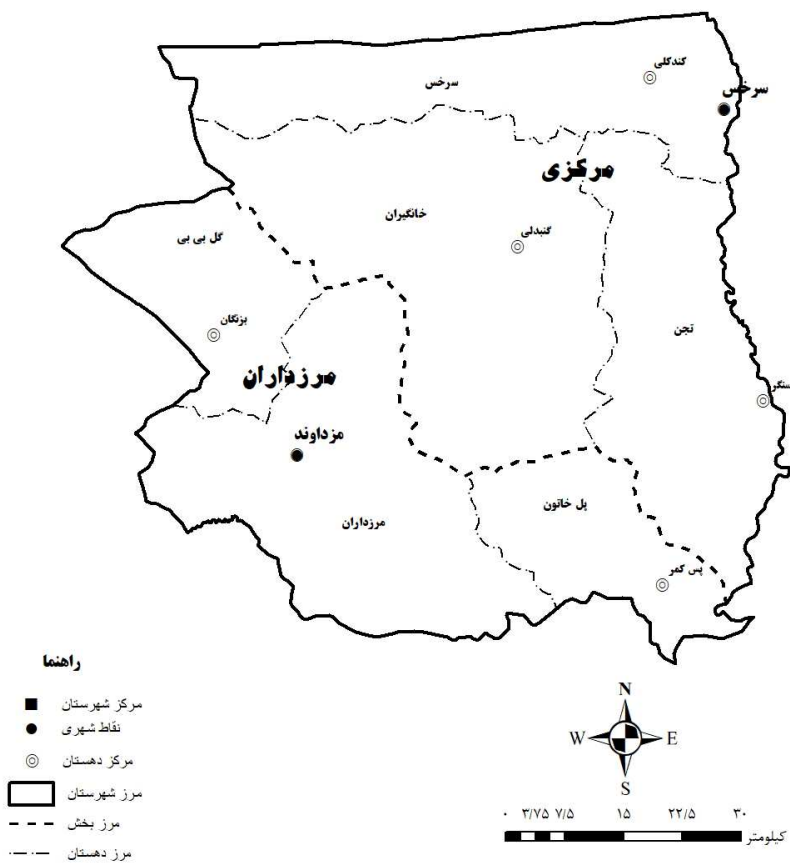 کندکلی
سرخس
سرخس
مرکزی
خانگیران
گنبدلی
گل بی بی
بزنگان
تجن
سنگر
مرزداران
مزداوند
مرزداران
پل خاتون
پس کمر
راهنما
مرکز شهرستان
نقاط شهری
مرکز دهستان
مرز شهرستان
مرز بخش
مرز دهستان
N
W
E
S
۰ ۳/۷۵ ۷/۵ ۱۵ ۲۲/۵ ۳۰
کیلومتر